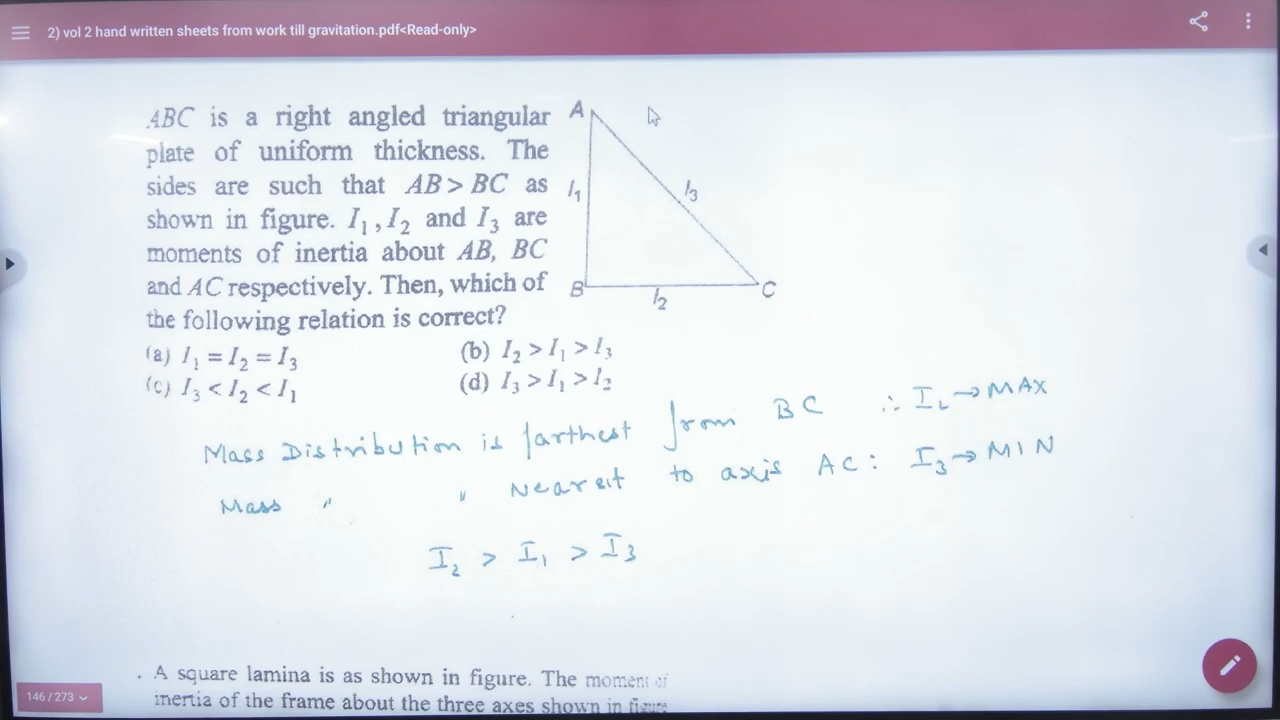 2) vol 2 hand written sheets from work till gravitation.pdf<Read-only>
ABC is a right angled triangular
plate of uniform thickness. The
sides are such that AB > BC as
shown in figure. I₁, I₂ and I₃ are
moments of inertia about AB, BC
and AC respectively. Then, which of
the following relation is correct?
A
I₁
I₃
B
I₂
C
(a) I₁ = I₂ = I₃ (b) I₂ > I₁ > I₃
(c) I₃ < I₂ < I₁ (d) I₃ > I₁ > I₂
Mass Distribution is farthest from BC ∴ I₂ → MAX
Mass " " Nearest to axis AC : I₃ → MIN
I₂ > I₁ > I₃
. A square lamina is as shown in figure. The moment of
inertia of the frame about the three axes shown in figure
146 / 273